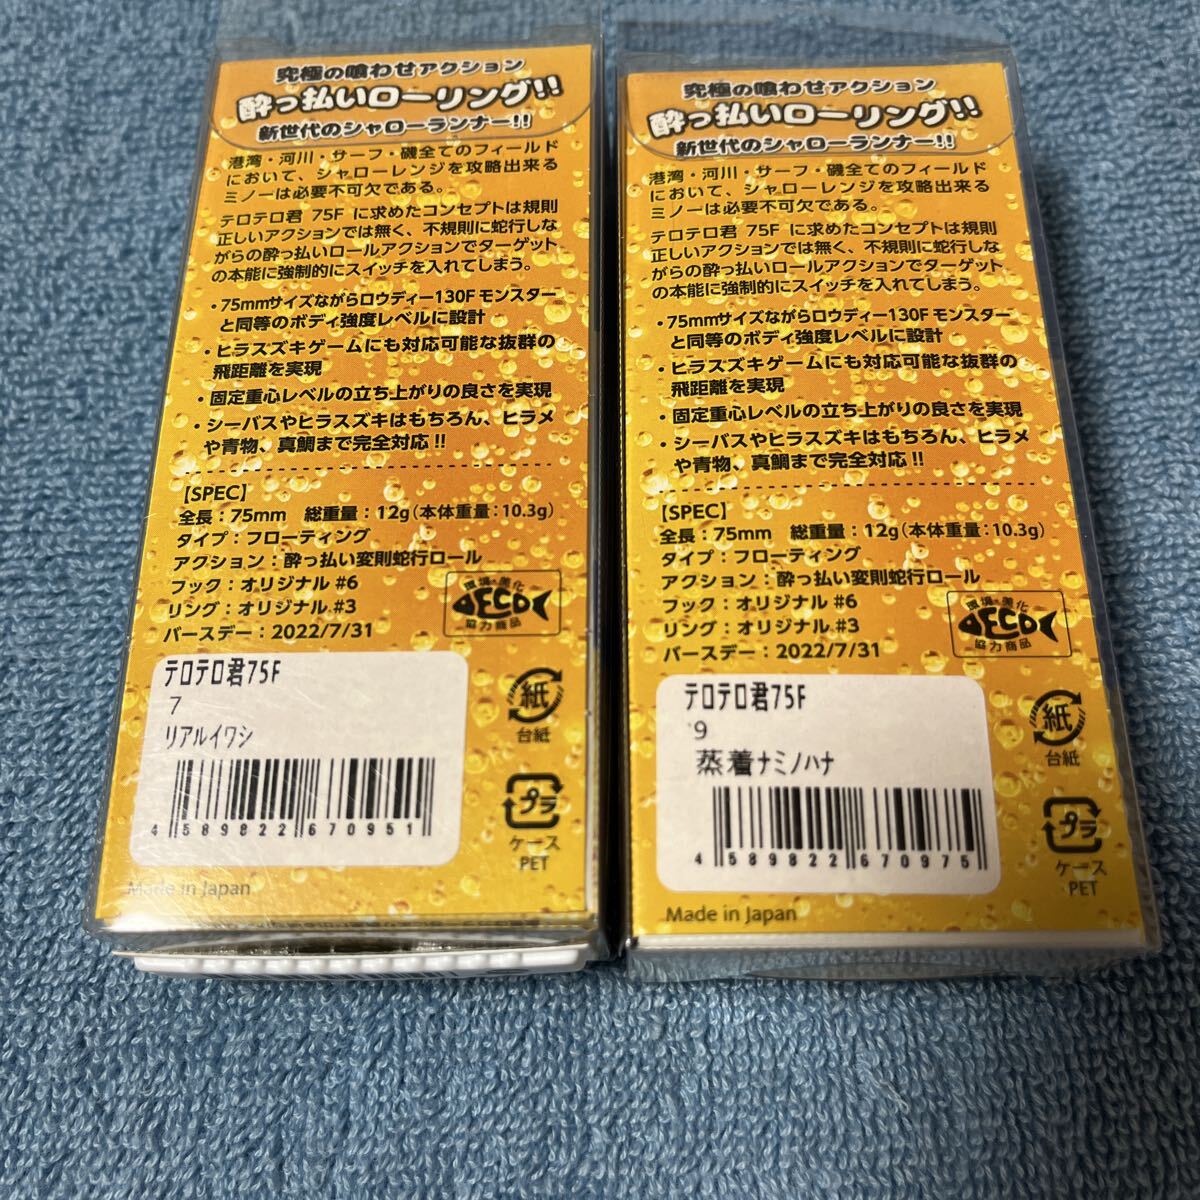 究極の喰わせアクション
酔っ払いローリング!!
新世代のシャローランナー!!
港湾・河川・サーフ・磯全てのフィールド
において、シャローレンジを攻略出来る
ミノーは必要不可欠である。
テロテロ君 75F に求めたコンセプトは規則
正しいアクションでは無く、不規則に蛇行しな
がらの酔っ払いロールアクションでターゲット
の本能に強制的にスイッチを入れてしまう。
・75mmサイズながらロウディー130F モンスター
と同等のボディ強度レベルに設計
・ヒラスズキゲームにも対応可能な抜群の
飛距離を実現
・固定重心レベルの立ち上がりの良さを実現
・シーバスやヒラスズキはもちろん、ヒラメ
や青物、真鯛まで完全対応!!
【SPEC】
全長：75mm 総重量：12g（本体重量：10.3g）
タイプ：フローティング
アクション：酔っ払い変則蛇行ロール
フック：オリジナル #6
リング：オリジナル #3
バースデー：2022/7/31
環境・美化
ECO
協力商品
テロテロ君75F
7
リアルイワシ
4 589822 670951
紙
台紙
プラ
ケース
PET
Made in Japan
究極の喰わせアクション
酔っ払いローリング!!
新世代のシャローランナー!!
港湾・河川・サーフ・磯全てのフィールド
において、シャローレンジを攻略出来る
ミノーは必要不可欠である。
テロテロ君 75F に求めたコンセプトは規則
正しいアクションでは無く、不規則に蛇行しな
がらの酔っ払いロールアクションでターゲット
の本能に強制的にスイッチを入れてしまう。
・75mmサイズながらロウディー130F モンスター
と同等のボディ強度レベルに設計
・ヒラスズキゲームにも対応可能な抜群の
飛距離を実現
・固定重心レベルの立ち上がりの良さを実現
・シーバスやヒラスズキはもちろん、ヒラメ
や青物、真鯛まで完全対応!!
【SPEC】
全長：75mm 総重量：12g（本体重量：10.3g）
タイプ：フローティング
アクション：酔っ払い変則蛇行ロール
フック：オリジナル #6
リング：オリジナル #3
バースデー：2022/7/31
環境・美化
ECO
協力商品
テロテロ君75F
9
蒸着ナミノハナ
4 589822 670975
紙
台紙
プラ
ケース
PET
Made in Japan